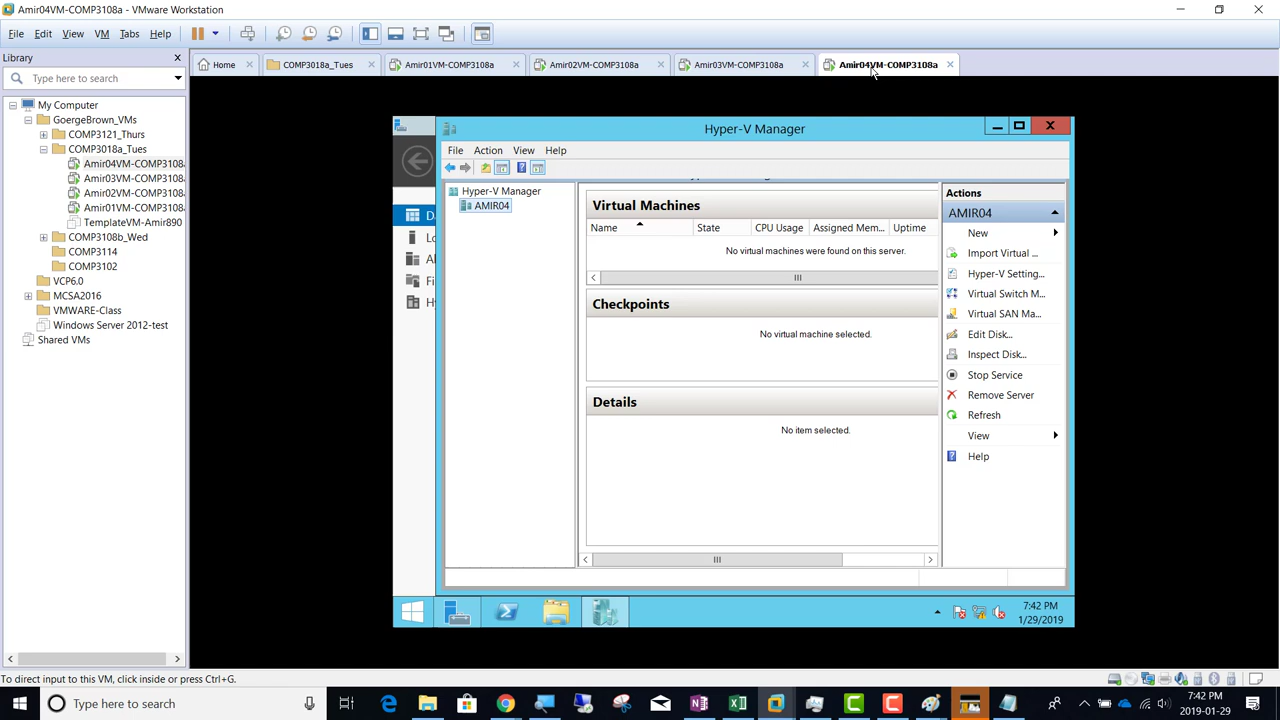 Amir04VM-COMP3108a - VMware Workstation
File Edit View VM Tabs Help
Library
Type here to search
My Computer
GoergeBrown_VMs
COMP3121_Thurs
COMP3018a_Tues
Amir04VM-COMP3108
Amir03VM-COMP3108
Amir02VM-COMP3108
Amir01VM-COMP3108
TemplateVM-Amir890
COMP3108b_Wed
COMP3114
COMP3102
VCP6.0
MCSA2016
VMWARE-Class
Windows Server 2012-test
Shared VMs
Home COMP3018a_Tues Amir01VM-COMP3108a Amir02VM-COMP3108a Amir03VM-COMP3108a Amir04VM-COMP3108a
Hyper-V Manager
File Action View Help
Hyper-V Manager
AMIR04
Da
Lo
Al
Fi
Hy
Virtual Machines
Name State CPU Usage Assigned Mem... Uptime
No virtual machines were found on this server.
Checkpoints
No virtual machine selected.
Details
No item selected.
Actions
AMIR04
New
Import Virtual ...
Hyper-V Setting...
Virtual Switch M...
Virtual SAN Ma...
Edit Disk...
Inspect Disk...
Stop Service
Remove Server
Refresh
View
Help
7:42 PM
1/29/2019
To direct input to this VM, click inside or press Ctrl+G.
Type here to search
7:42 PM
2019-01-29